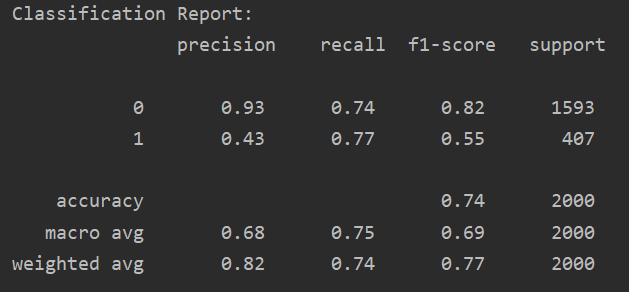 Classification Report:
precision recall f1-score support
0 0.93 0.74 0.82 1593
1 0.43 0.77 0.55 407
accuracy 0.74 2000
macro avg 0.68 0.75 0.69 2000
weighted avg 0.82 0.74 0.77 2000